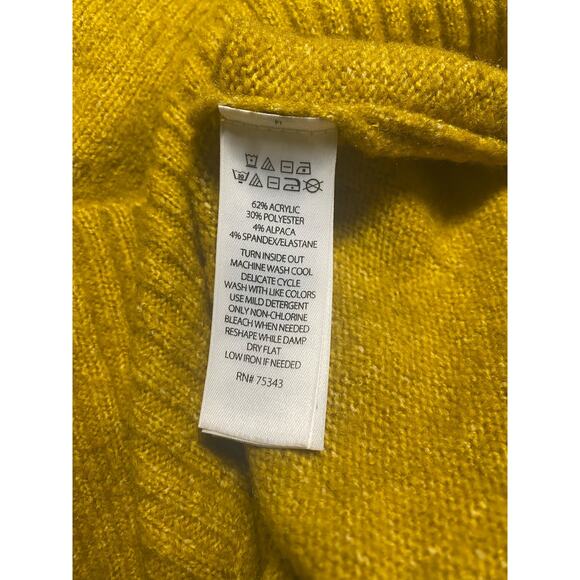 62% ACRYLIC
30% POLYESTER
4% ALPACA
4% SPANDEX/ELASTANE
TURN INSIDE OUT
MACHINE WASH COOL
DELICATE CYCLE
WASH WITH LIKE COLORS
USE MILD DETERGENT
ONLY NON-CHLORINE
BLEACH WHEN NEEDED
RESHAPE WHILE DAMP
DRY FLAT
LOW IRON IF NEEDED
RN# 75343